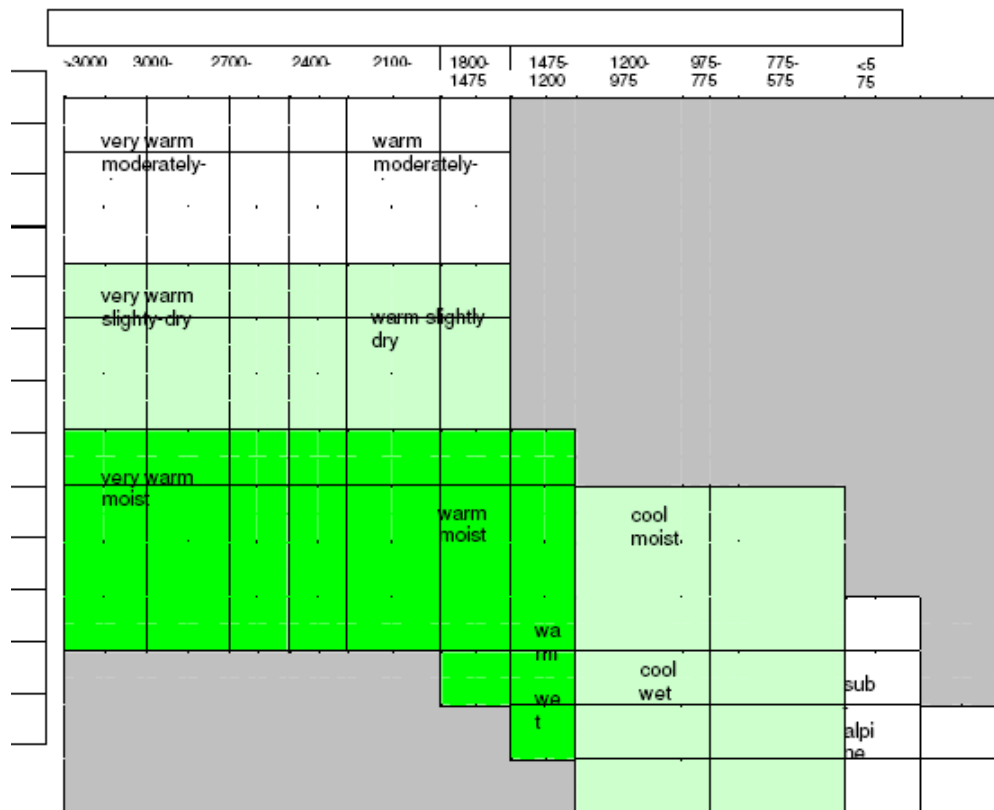 >3000 3000- 2700- 2400- 2100- 1800- 1475- 1200- 975- 775- <5
1475 1200 975 775 575 75
very warm
moderately-
warm
moderately-
very warm
slighty-dry
warm slightly
dry
very warm
moist
warm
moist
cool
moist
wa
rm
we
t
cool
wet
sub
-
alpi
ne